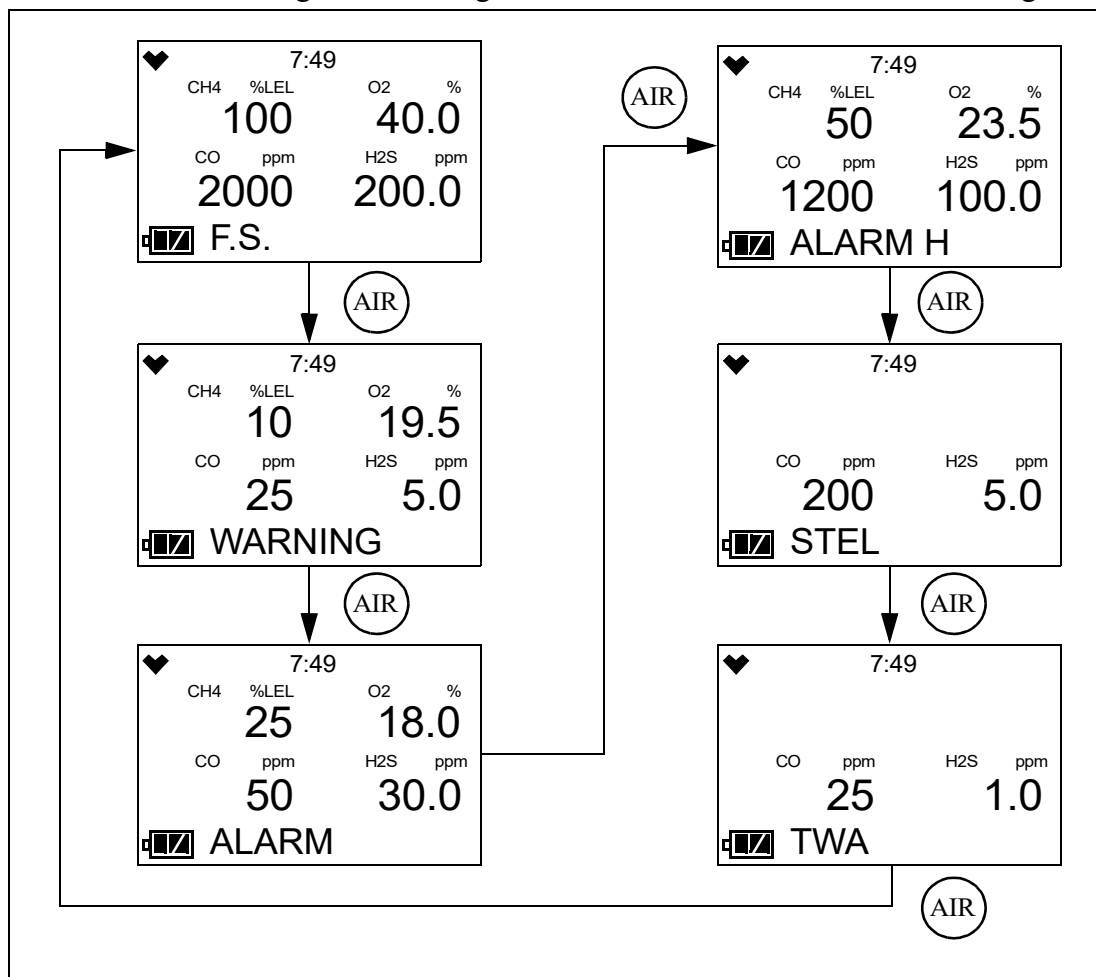 7:49
CH4 %LEL O2 %
100 40.0
CO ppm H2S ppm
2000 200.0
F.S.
AIR
7:49
CH4 %LEL O2 %
10 19.5
CO ppm H2S ppm
25 5.0
WARNING
AIR
7:49
CH4 %LEL O2 %
25 18.0
CO ppm H2S ppm
50 30.0
ALARM
AIR
7:49
CH4 %LEL O2 %
50 23.5
CO ppm H2S ppm
1200 100.0
ALARM H
AIR
7:49
CO ppm H2S ppm
200 5.0
STEL
AIR
7:49
CO ppm H2S ppm
25 1.0
TWA
AIR